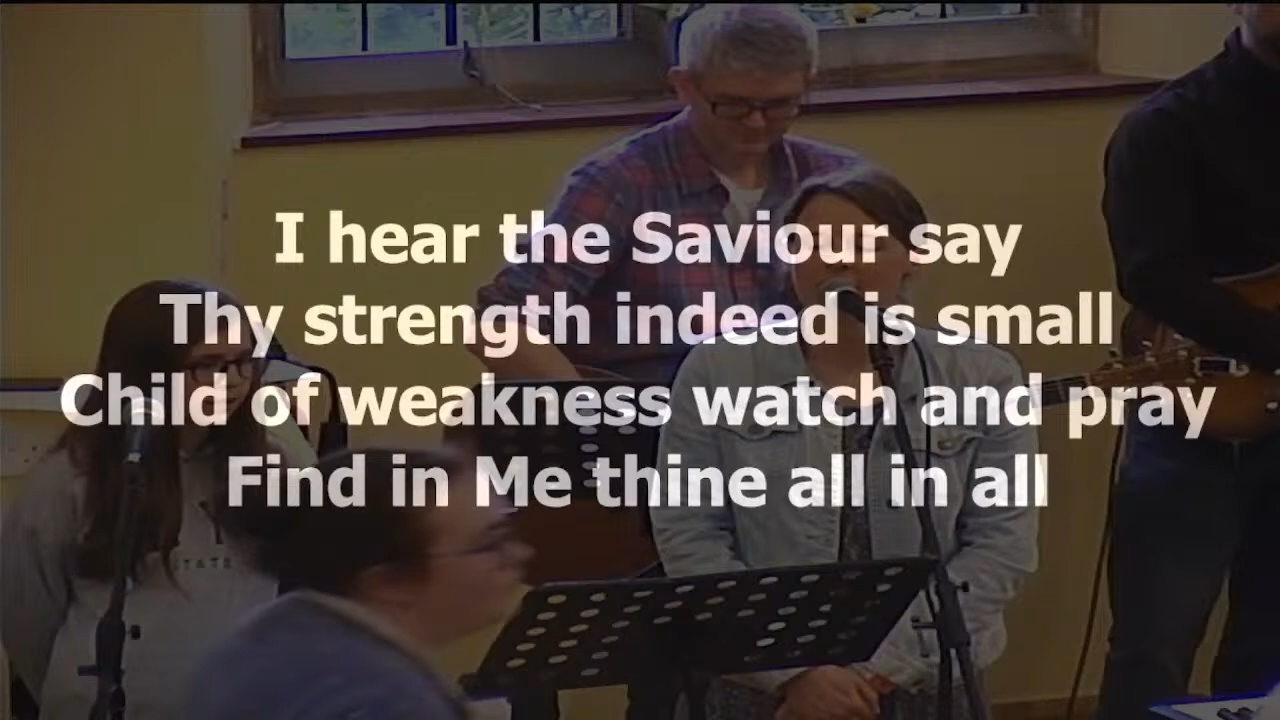 I hear the Saviour say
Thy strength indeed is small
Child of weakness watch and pray
Find in Me thine all in all